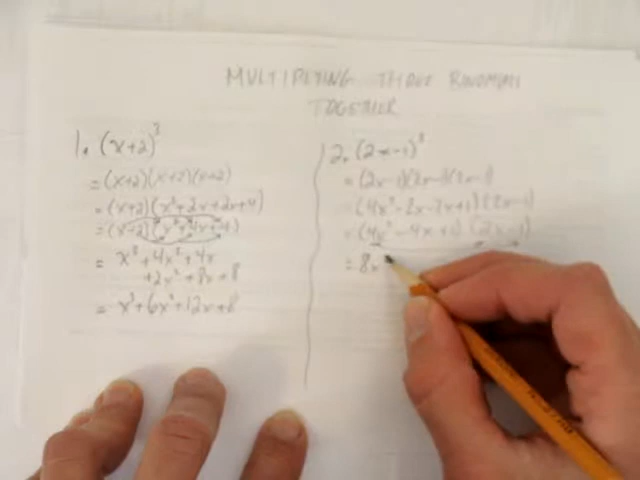 MULTIPLYING THREE BINOMIALS
TOGETHER
1. (x+2)³
= (x+2)(x+2)(x+2)
= (x+2)(x²+2x+2x+4)
= (x+2)(x²+4x+4)
= x³+4x²+4x
+2x²+8x+8
= x³+6x²+12x+8
2. (2x-1)³
= (2x-1)(2x-1)(2x-1)
= (4x²-2x-2x+1)(2x-1)
= (4x²-4x+1)(2x-1)
= 8x